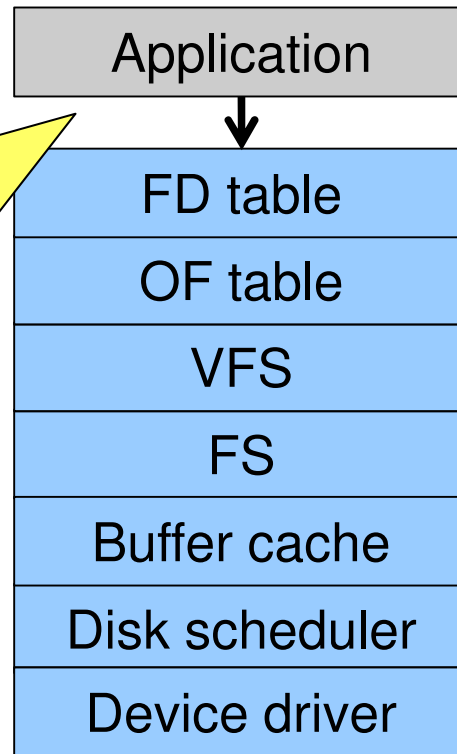 Application
FD table
OF table
VFS
FS
Buffer cache
Disk scheduler
Device driver